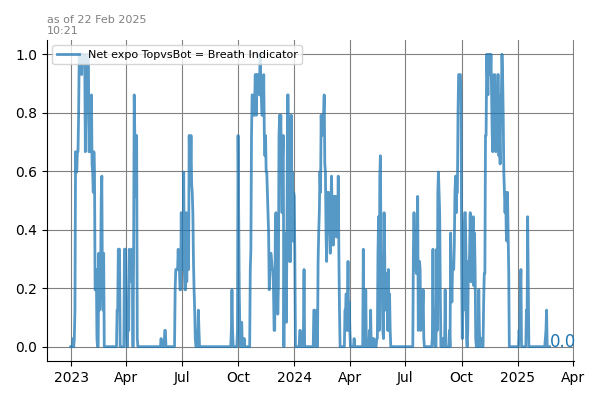 as of 22 Feb 2025
10:21
Net expo TopvsBot = Breath Indicator
1.0
0.8
0.6
0.4
0.2
0.0
0.0
2023 Apr Jul Oct 2024 Apr Jul Oct 2025 Apr